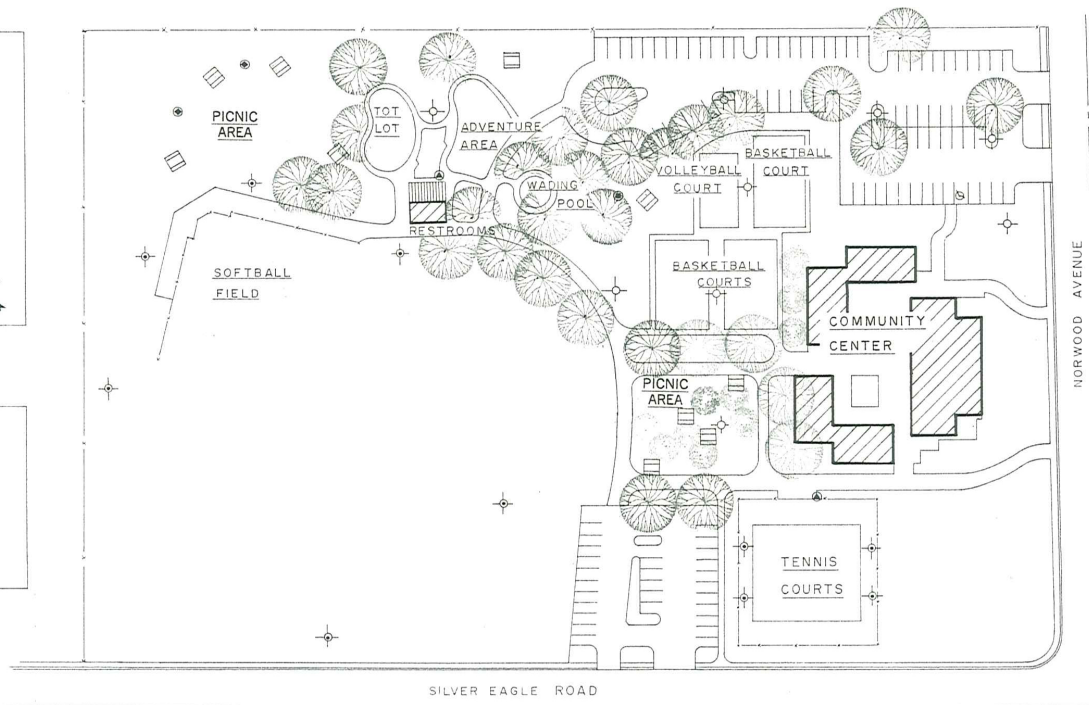 PICNIC
AREA
TOT
LOT
ADVENTURE
AREA
WADING
POOL
VOLLEYBALL
COURT
BASKETBALL
COURT
RESTROOMS
SOFTBALL
FIELD
BASKETBALL
COURTS
COMMUNITY
CENTER
PICNIC
AREA
TENNIS
COURTS
NORWOOD AVENUE
SILVER EAGLE ROAD